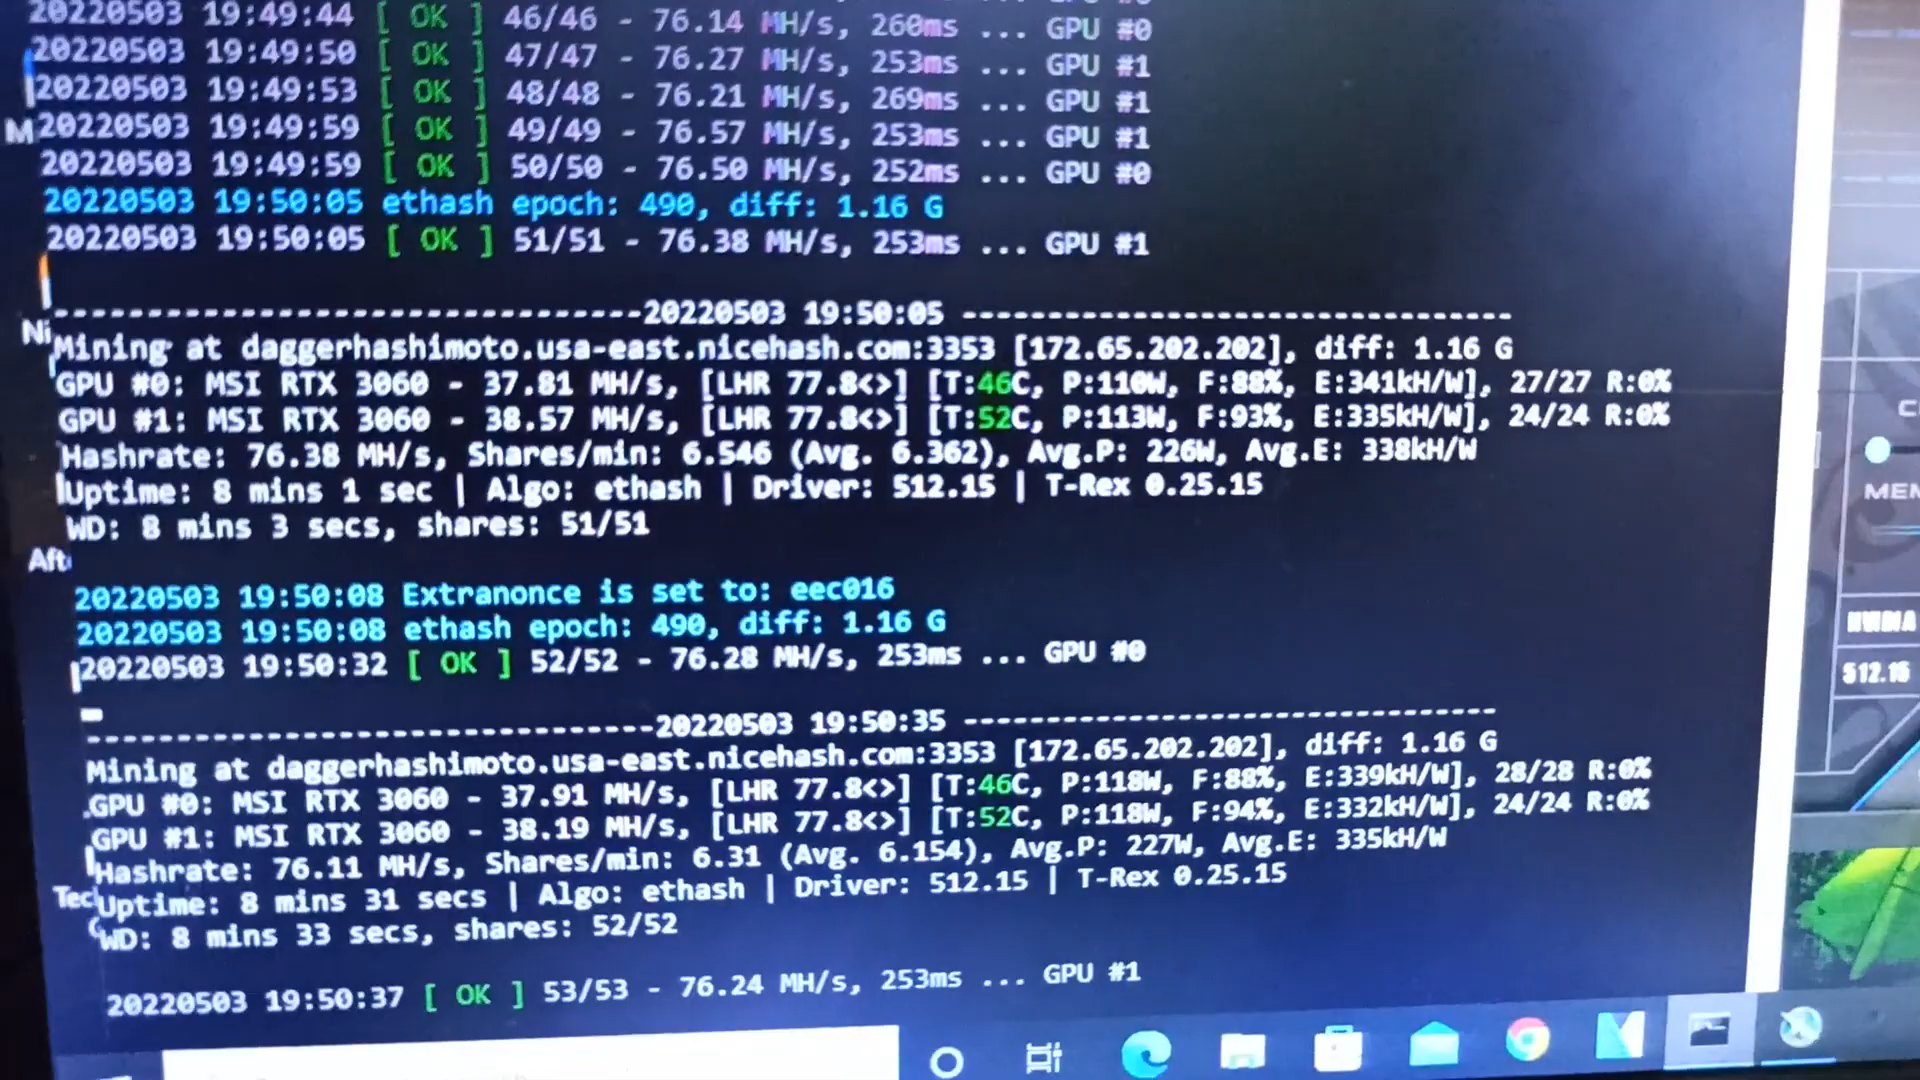 20220503 19:49:44 [ OK ] 46/46 - 76.14 MH/s, 260ms ... GPU #0
20220503 19:49:50 [ OK ] 47/47 - 76.27 MH/s, 253ms ... GPU #1
20220503 19:49:53 [ OK ] 48/48 - 76.21 MH/s, 269ms ... GPU #1
20220503 19:49:59 [ OK ] 49/49 - 76.57 MH/s, 253ms ... GPU #1
20220503 19:49:59 [ OK ] 50/50 - 76.50 MH/s, 252ms ... GPU #0
20220503 19:50:05 ethash epoch: 490, diff: 1.16 G
20220503 19:50:05 [ OK ] 51/51 - 76.38 MH/s, 253ms ... GPU #1
---------------------------------20220503 19:50:05 ---------------------------------
Mining at daggerhashimoto.usa-east.nicehash.com:3353 [172.65.202.202], diff: 1.16 G
GPU #0: MSI RTX 3060 - 37.81 MH/s, [LHR 77.8<>] [T:46C, P:110W, F:88%, E:341kH/W], 27/27 R:0%
GPU #1: MSI RTX 3060 - 38.57 MH/s, [LHR 77.8<>] [T:52C, P:113W, F:93%, E:335kH/W], 24/24 R:0%
Hashrate: 76.38 MH/s, Shares/min: 6.546 (Avg. 6.362), Avg.P: 226W, Avg.E: 338kH/W
Uptime: 8 mins 1 sec | Algo: ethash | Driver: 512.15 | T-Rex 0.25.15
WD: 8 mins 3 secs, shares: 51/51
20220503 19:50:08 Extranonce is set to: eec016
20220503 19:50:08 ethash epoch: 490, diff: 1.16 G
20220503 19:50:32 [ OK ] 52/52 - 76.28 MH/s, 253ms ... GPU #0
---------------------------------20220503 19:50:35 ---------------------------------
Mining at daggerhashimoto.usa-east.nicehash.com:3353 [172.65.202.202], diff: 1.16 G
GPU #0: MSI RTX 3060 - 37.91 MH/s, [LHR 77.8<>] [T:46C, P:118W, F:88%, E:339kH/W], 28/28 R:0%
GPU #1: MSI RTX 3060 - 38.19 MH/s, [LHR 77.8<>] [T:52C, P:118W, F:94%, E:332kH/W], 24/24 R:0%
Hashrate: 76.11 MH/s, Shares/min: 6.31 (Avg. 6.154), Avg.P: 227W, Avg.E: 335kH/W
Uptime: 8 mins 31 secs | Algo: ethash | Driver: 512.15 | T-Rex 0.25.15
WD: 8 mins 33 secs, shares: 52/52
20220503 19:50:37 [ OK ] 53/53 - 76.24 MH/s, 253ms ... GPU #1
M
Ni
Aft
Tec
MEM
NVIDIA
512.15